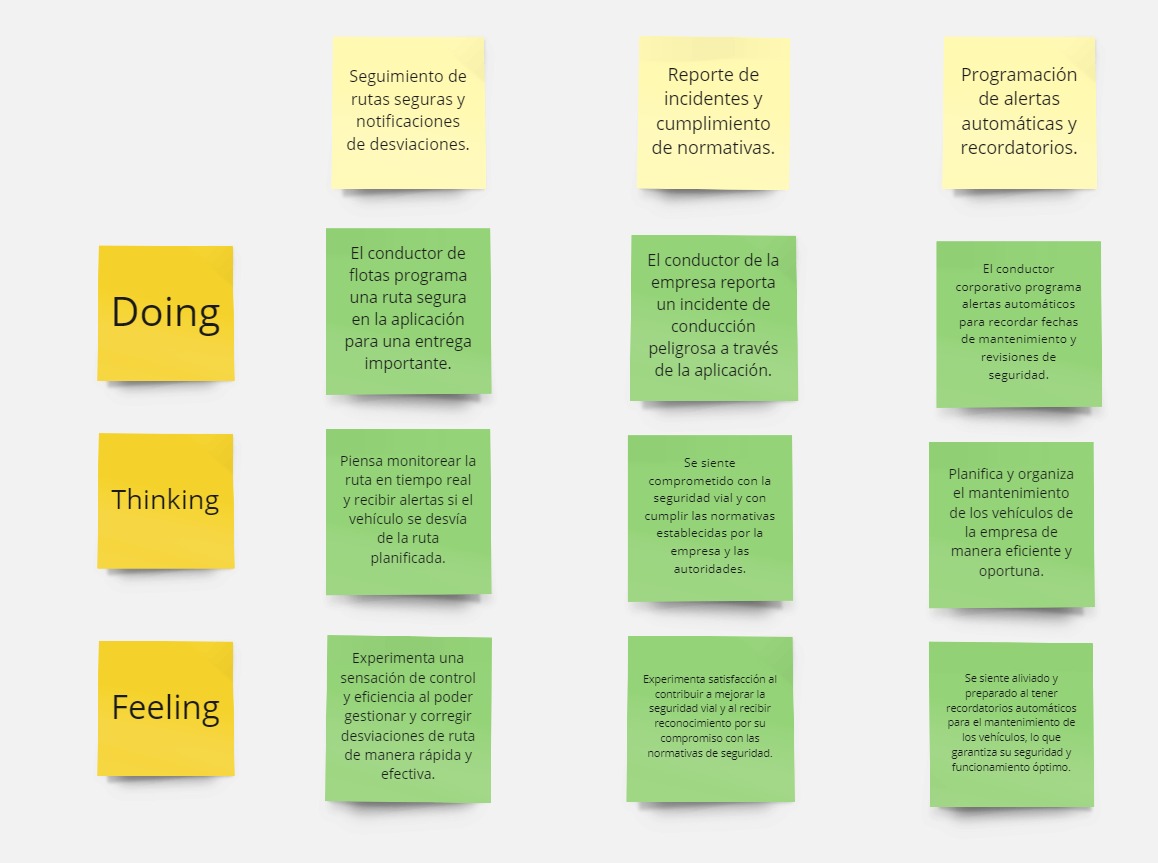 Seguimiento de
rutas seguras y
notificaciones
de desviaciones.
Reporte de
incidentes y
cumplimiento
de normativas.
Programación
de alertas
automáticas y
recordatorios.
Doing
El conductor de
flotas programa
una ruta segura
en la aplicación
para una entrega
importante.
El conductor de la
empresa reporta
un incidente de
conducción
peligrosa a través
de la aplicación.
El conductor
corporativo programa
alertas automáticos
para recordar fechas
de mantenimiento y
revisiones de
seguridad.
Thinking
Piensa monitorear la
ruta en tiempo real
y recibir alertas si el
vehículo se desvía
de la ruta
planificada.
Se siente
comprometido con la
seguridad vial y con
cumplir las normativas
establecidas por la
empresa y las
autoridades.
Planifica y organiza
el mantenimiento
de los vehículos de
la empresa de
manera eficiente y
oportuna.
Feeling
Experimenta una
sensación de control
y eficiencia al poder
gestionar y corregir
desviaciones de ruta
de manera rápida y
efectiva.
Experimenta satisfacción al
contribuir a mejorar la
seguridad vial y al recibir
reconocimiento por su
compromiso con las
normativas de seguridad.
Se siente aliviado y
preparado al tener
recordatorios automáticos
para el mantenimiento de
los vehículos, lo que
garantiza su seguridad y
funcionamiento óptimo.